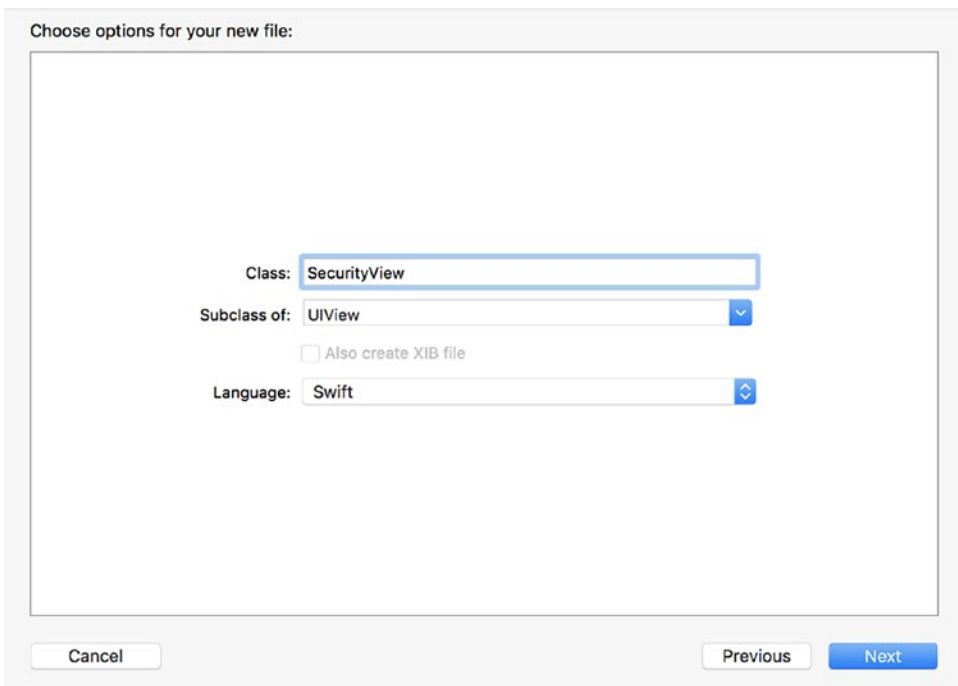 Choose options for your new file:
Class: SecurityView
Subclass of: UIView
Also create XIB file
Language: Swift
Cancel Previous Next